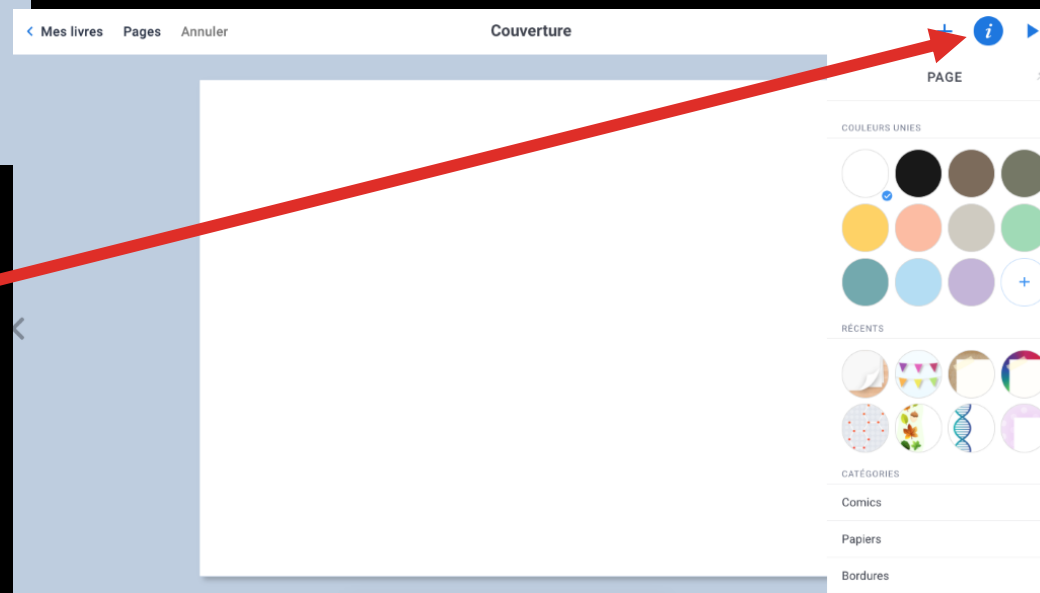 Mes livres Pages Annuler Couverture i
PAGE
COULEURS UNIES
RÉCENTS
CATÉGORIES
Comics
Papiers
Bordures